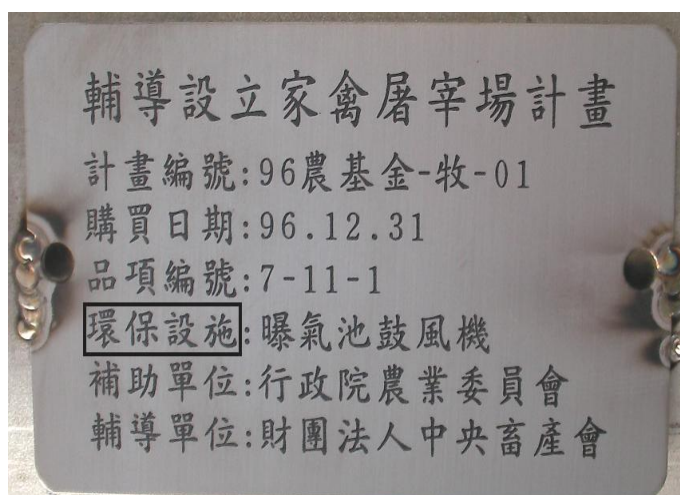 輔導設立家禽屠宰場計畫
計畫編號:96農基金-牧-01
購買日期:96.12.31
品項編號:7-11-1
環保設施:曝氣池鼓風機
補助單位:行政院農業委員會
輔導單位:財團法人中央畜產會